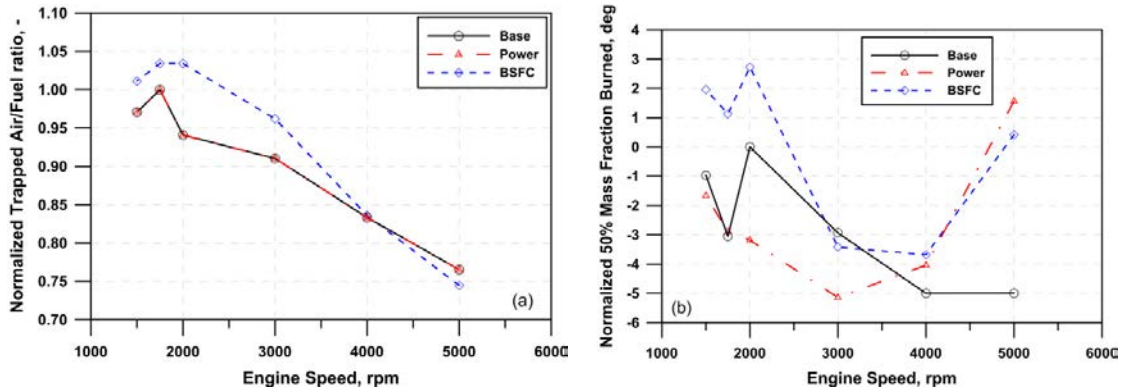 Normalized Trapped Air/Fuel ratio, -
1.10
1.05
1.00
0.95
0.90
0.85
0.80
0.75
0.70
Base
Power
BSFC
(a)
1000
2000
3000
4000
5000
6000
Engine Speed, rpm
Normalized 50% Mass Fraction Burned, deg
4
3
2
1
0
-1
-2
-3
-4
-5
-6
Base
Power
BSFC
(b)
1000
2000
3000
4000
5000
6000
Engine Speed, rpm